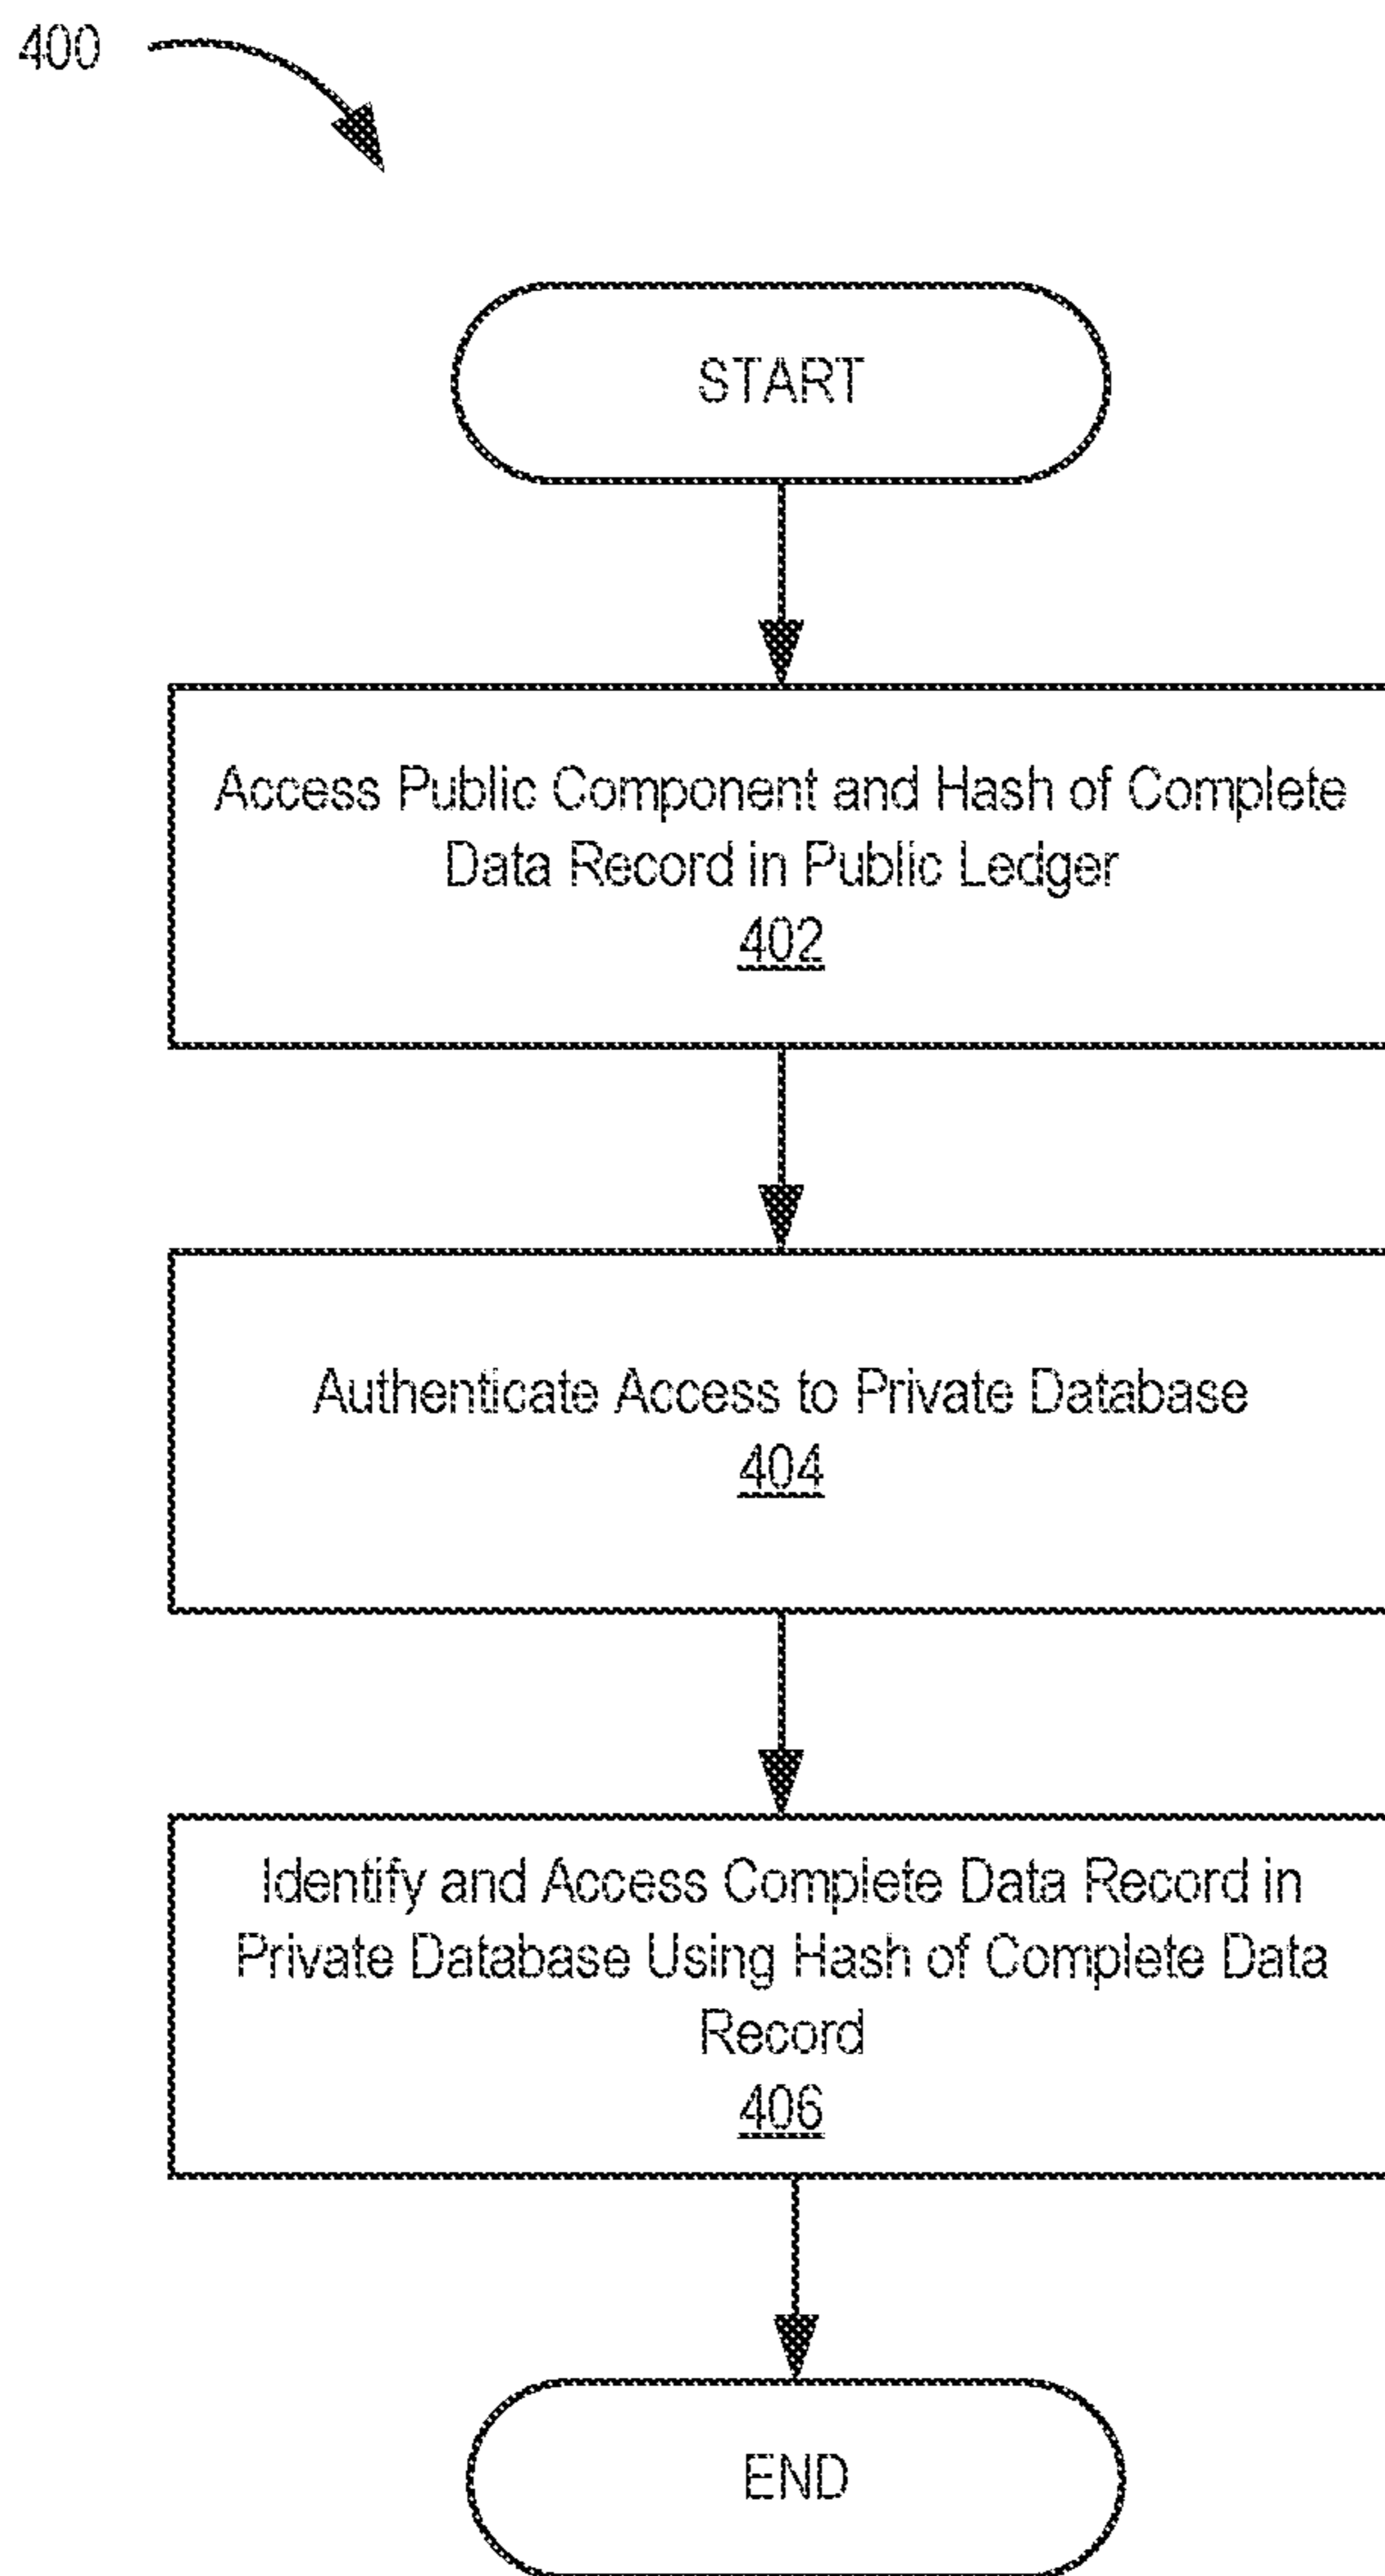 400
START
Access Public Component and Hash of Complete
Data Record in Public Ledger
402
Authenticate Access to Private Database
404
Identify and Access Complete Data Record in
Private Database Using Hash of Complete Data
Record
406
END